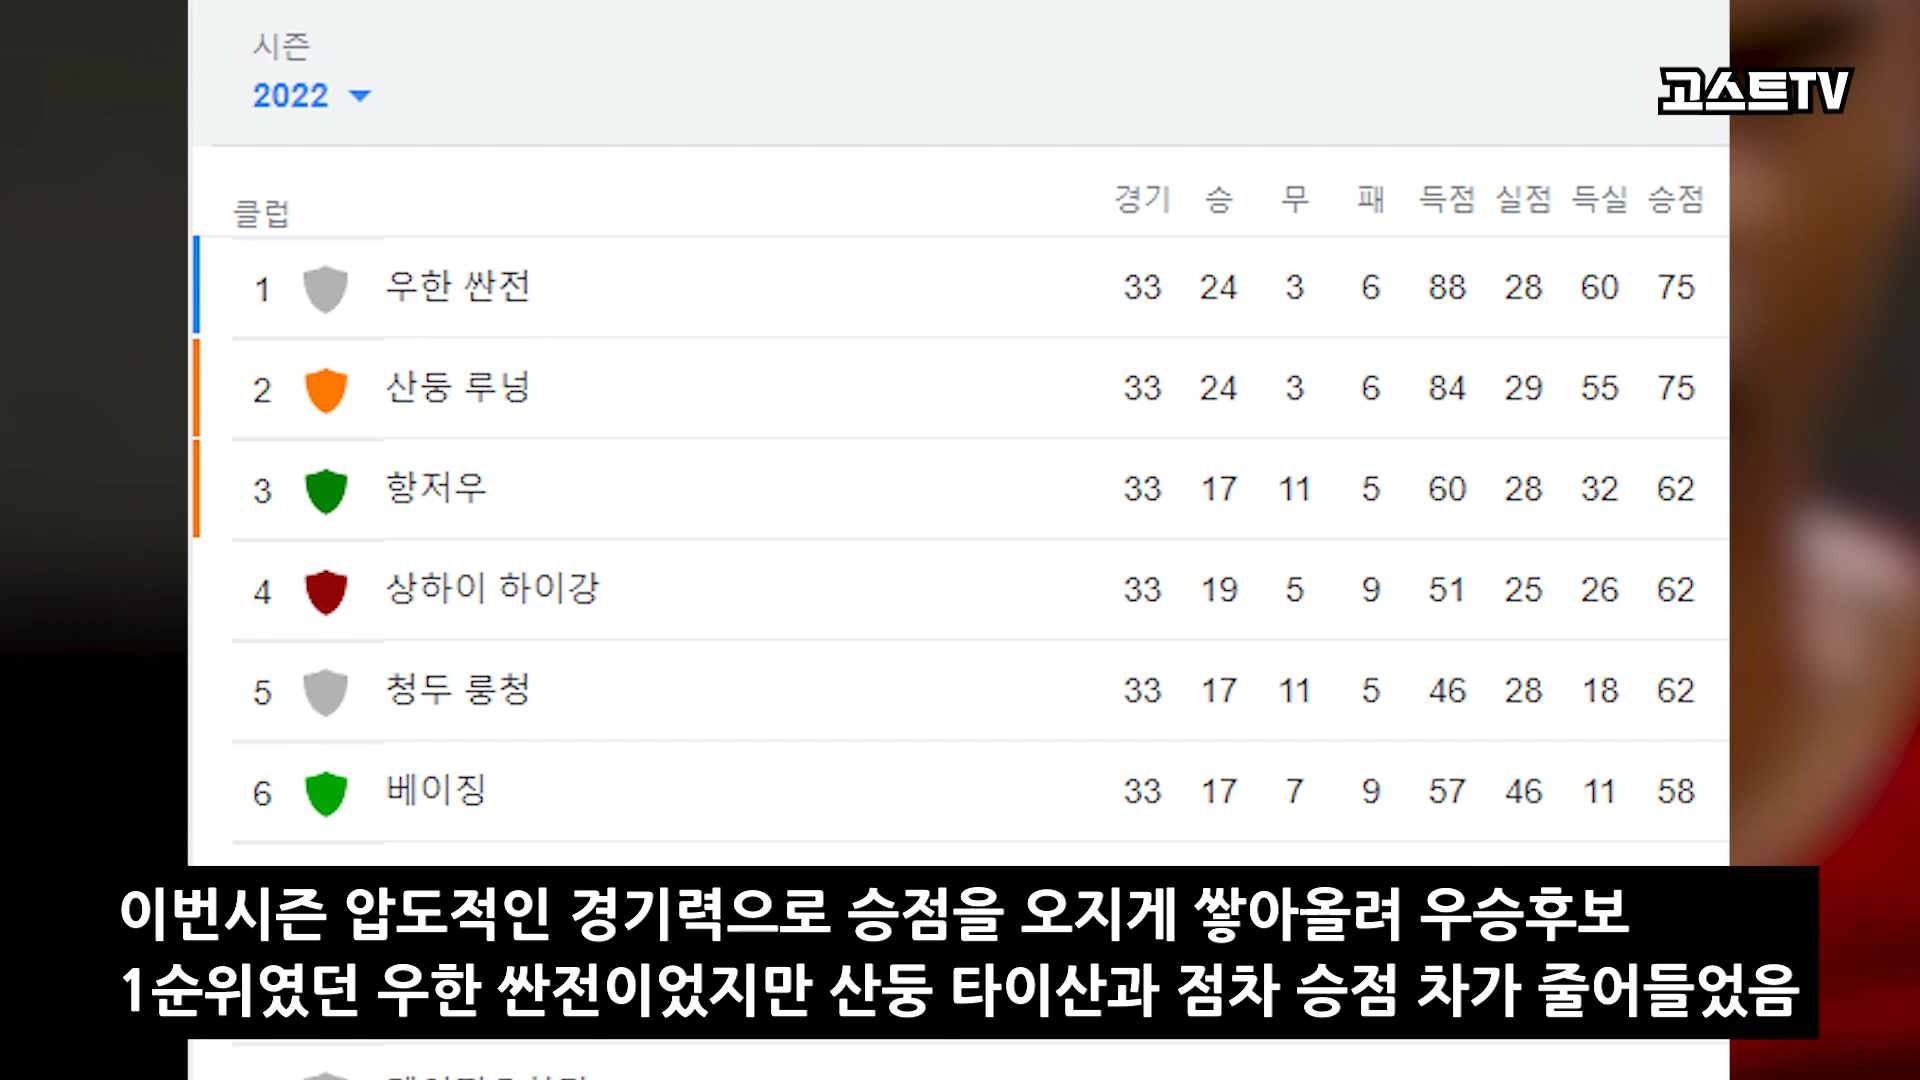 시즌
2022
고스트TV
클럽 경기 승 무 패 득점 실점 득실 승점
1 우한 싼전 33 24 3 6 88 28 60 75
2 산둥 루넝 33 24 3 6 84 29 55 75
3 항저우 33 17 11 5 60 28 32 62
4 상하이 하이강 33 19 5 9 51 25 26 62
5 청두 룽청 33 17 11 5 46 28 18 62
6 베이징 33 17 7 9 57 46 11 58
이번시즌 압도적인 경기력으로 승점을 오지게 쌓아올려 우승후보
1순위였던 우한 싼전이었지만 산둥 타이산과 점차 승점 차가 줄어들었음